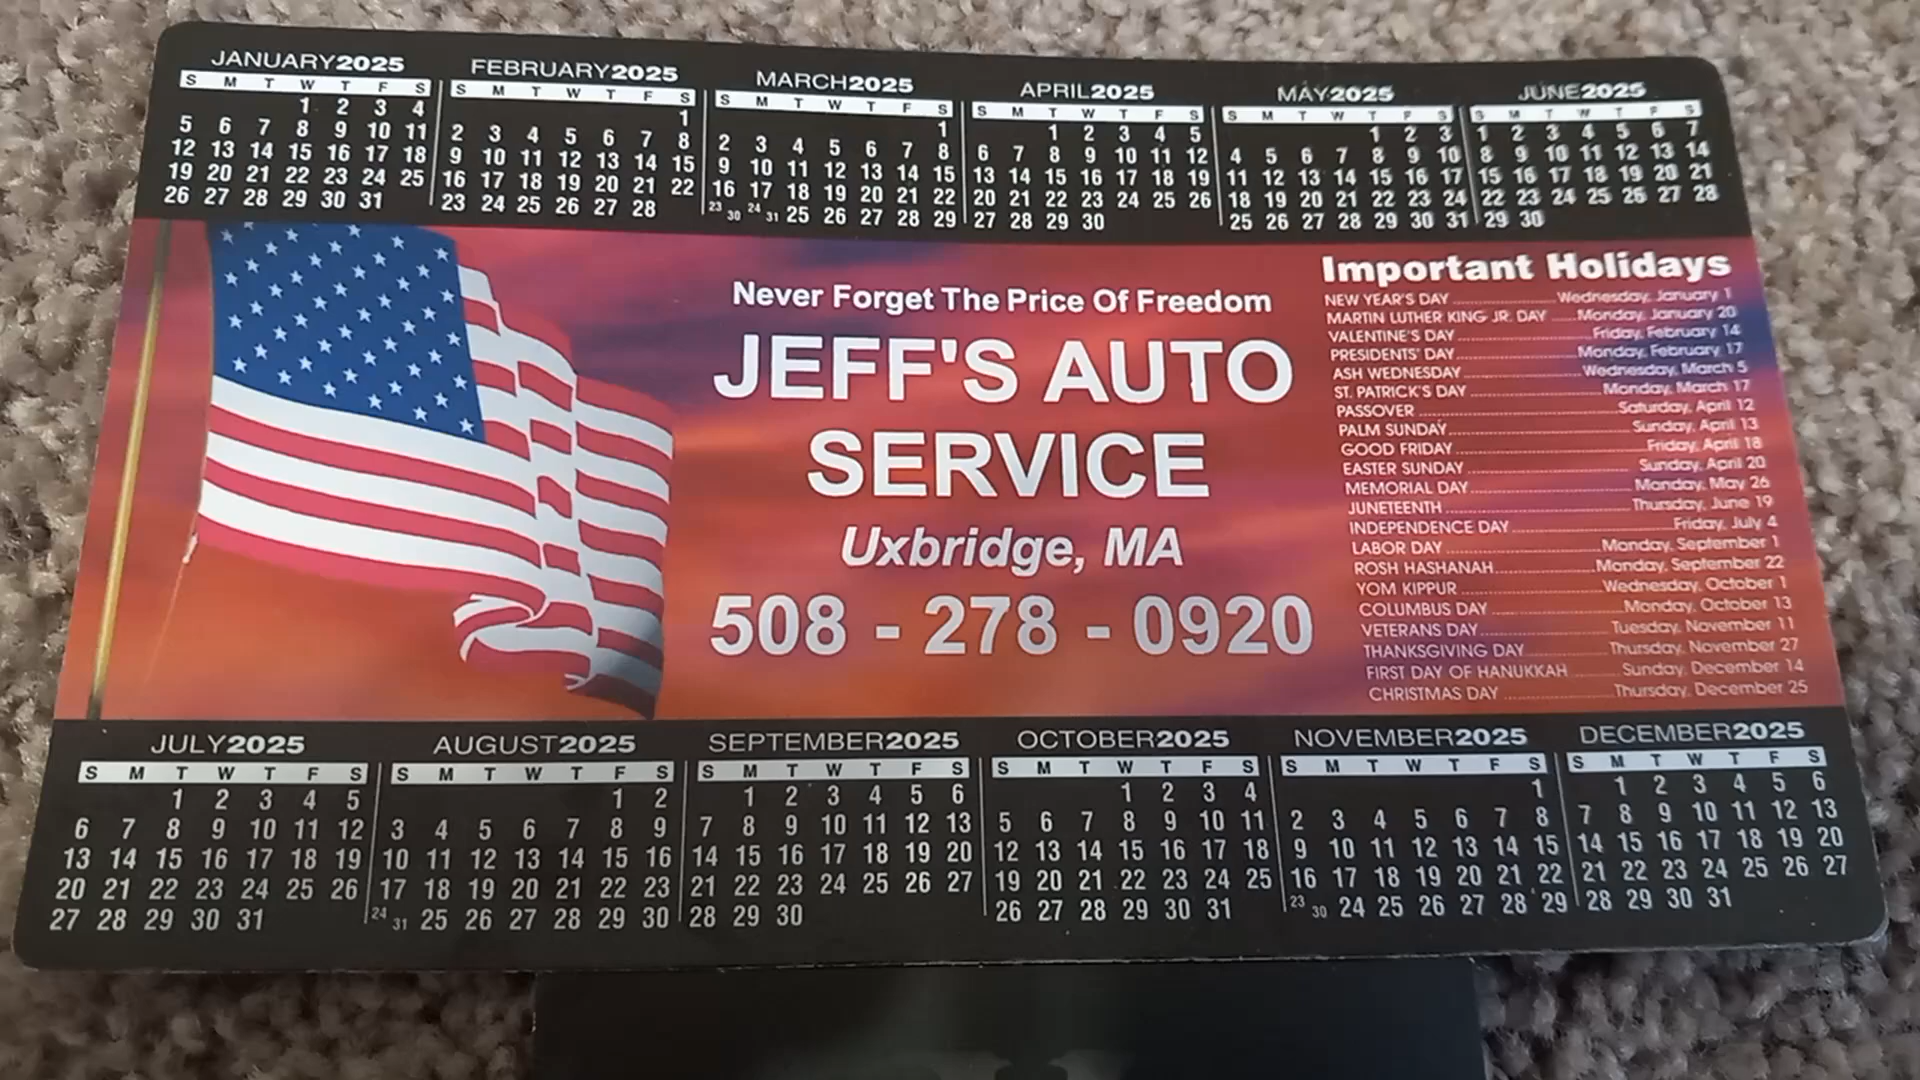 JANUARY2025
S M T W T F S
1 2 3 4
5 6 7 8 9 10 11
12 13 14 15 16 17 18
19 20 21 22 23 24 25
26 27 28 29 30 31
FEBRUARY2025
S M T W T F S
1
2 3 4 5 6 7 8
9 10 11 12 13 14 15
16 17 18 19 20 21 22
23 24 25 26 27 28
MARCH2025
S M T W T F S
1
2 3 4 5 6 7 8
9 10 11 12 13 14 15
16 17 18 19 20 21 22
23 30 24 31 25 26 27 28 29
APRIL2025
S M T W T F S
1 2 3 4 5
6 7 8 9 10 11 12
13 14 15 16 17 18 19
20 21 22 23 24 25 26
27 28 29 30
MAY2025
S M T W T F S
1 2 3
4 5 6 7 8 9 10
11 12 13 14 15 16 17
18 19 20 21 22 23 24
25 26 27 28 29 30 31
JUNE2025
S M T W T F S
1 2 3 4 5 6 7
8 9 10 11 12 13 14
15 16 17 18 19 20 21
22 23 24 25 26 27 28
29 30
Never Forget The Price Of Freedom
JEFF'S AUTO
SERVICE
Uxbridge, MA
508 - 278 - 0920
Important Holidays
NEW YEAR'S DAY Wednesday, January 1
MARTIN LUTHER KING JR. DAY Monday, January 20
VALENTINE'S DAY Friday, February 14
PRESIDENTS' DAY Monday, February 17
ASH WEDNESDAY Wednesday, March 5
ST. PATRICK'S DAY Monday, March 17
PASSOVER Saturday, April 12
PALM SUNDAY Sunday, April 13
GOOD FRIDAY Friday, April 18
EASTER SUNDAY Sunday, April 20
MEMORIAL DAY Monday, May 26
JUNETEENTH Thursday, June 19
INDEPENDENCE DAY Friday, July 4
LABOR DAY Monday, September 1
ROSH HASHANAH Monday, September 22
YOM KIPPUR Wednesday, October 1
COLUMBUS DAY Monday, October 13
VETERANS DAY Tuesday, November 11
THANKSGIVING DAY Thursday, November 27
FIRST DAY OF HANUKKAH Sunday, December 14
CHRISTMAS DAY Thursday, December 25
JULY2025
S M T W T F S
1 2 3 4 5
6 7 8 9 10 11 12
13 14 15 16 17 18 19
20 21 22 23 24 25 26
27 28 29 30 31
AUGUST2025
S M T W T F S
1 2
3 4 5 6 7 8 9
10 11 12 13 14 15 16
17 18 19 20 21 22 23
24 31 25 26 27 28 29 30
SEPTEMBER2025
S M T W T F S
1 2 3 4 5 6
7 8 9 10 11 12 13
14 15 16 17 18 19 20
21 22 23 24 25 26 27
28 29 30
OCTOBER2025
S M T W T F S
1 2 3 4
5 6 7 8 9 10 11
12 13 14 15 16 17 18
19 20 21 22 23 24 25
26 27 28 29 30 31
NOVEMBER2025
S M T W T F S
1
2 3 4 5 6 7 8
9 10 11 12 13 14 15
16 17 18 19 20 21 22
23 30 24 25 26 27 28 29
DECEMBER2025
S M T W T F S
1 2 3 4 5 6
7 8 9 10 11 12 13
14 15 16 17 18 19 20
21 22 23 24 25 26 27
28 29 30 31